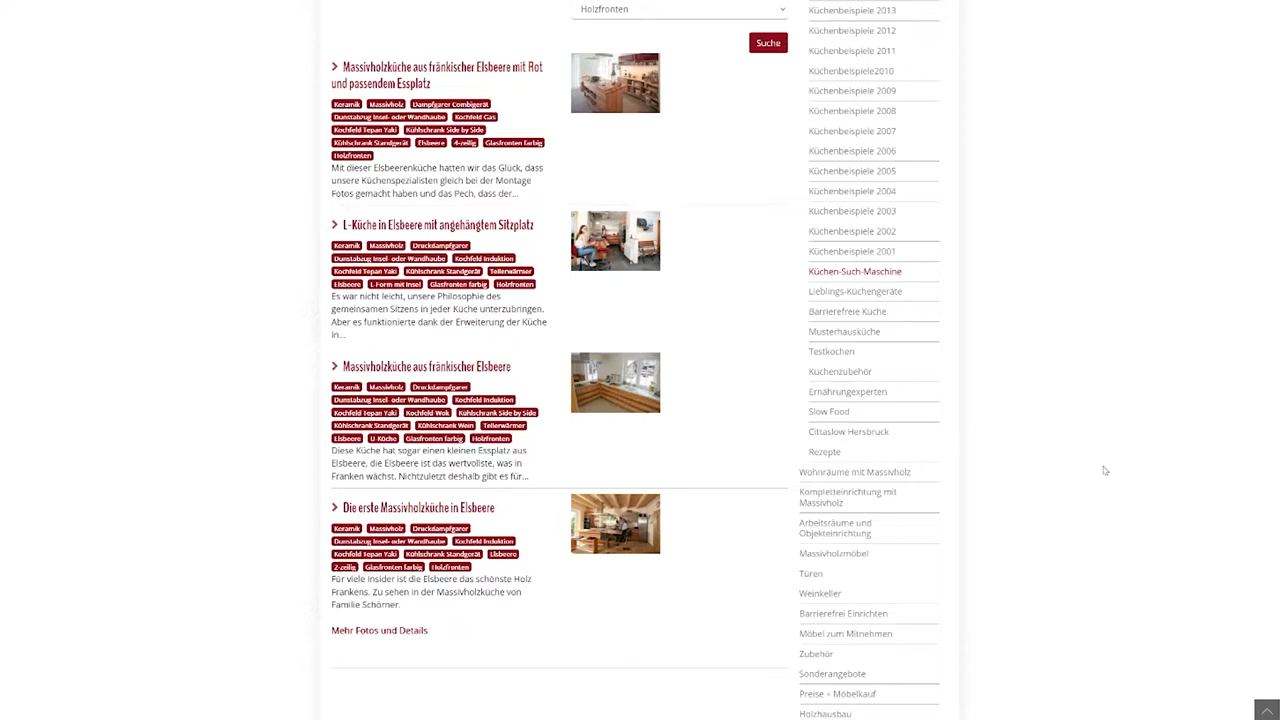 Holzfronten
Suche
Massivholzküche aus fränkischer Elsbeere mit Rot
und passendem Essplatz
Keramik Massivholz Dampfgarer Combigerät
Dunstabzug Insel- oder Wandhaube Kochfeld Gas
Kochfeld Tepan Yaki Kühlschrank Side by Side
Kühlschrank Standgerät Elsbeere 4-zeilig Glasfronten farbig
Holzfronten
Mit dieser Elsbeerenküche hatten wir das Glück, dass
unsere Küchenspezialisten gleich bei der Montage
Fotos gemacht haben und das Pech, dass der...
L-Küche in Elsbeere mit angehängtem Sitzplatz
Keramik Massivholz Druckdampfgarer
Dunstabzug Insel- oder Wandhaube Kochfeld Induktion
Kochfeld Tepan Yaki Kühlschrank Standgerät Tellerwärmer
Elsbeere L-Form mit Insel Glasfronten farbig Holzfronten
Es war nicht leicht, unsere Philosophie des
gemeinsamen Sitzens in jeder Küche unterzubringen.
Aber es funktionierte dank der Erweiterung der Küche
in...
Massivholzküche aus fränkischer Elsbeere
Keramik Massivholz Druckdampfgarer
Dunstabzug Insel- oder Wandhaube Kochfeld Induktion
Kochfeld Tepan Yaki Kochfeld Wok Kühlschrank Side by Side
Kühlschrank Standgerät Kühlschrank Wein Tellerwärmer
Elsbeere U-Küche Glasfronten farbig Holzfronten
Diese Küche hat sogar einen kleinen Essplatz aus
Elsbeere, die Elsbeere ist das wertvollste, was in
Franken wächst. Nichtzuletzt deshalb gibt es für...
Die erste Massivholzküche in Elsbeere
Keramik Massivholz Druckdampfgarer
Dunstabzug Insel- oder Wandhaube Kochfeld Induktion
Kochfeld Tepan Yaki Kühlschrank Standgerät Elsbeere
2-zeilig Glasfronten farbig Holzfronten
Für viele Insider ist die Elsbeere das schönste Holz
Frankens. Zu sehen in der Massivholzküche von
Familie Schörner.
Mehr Fotos und Details
Küchenbeispiele 2013
Küchenbeispiele 2012
Küchenbeispiele 2011
Küchenbeispiele2010
Küchenbeispiele 2009
Küchenbeispiele 2008
Küchenbeispiele 2007
Küchenbeispiele 2006
Küchenbeispiele 2005
Küchenbeispiele 2004
Küchenbeispiele 2003
Küchenbeispiele 2002
Küchenbeispiele 2001
Küchen-Such-Maschine
Lieblings-Küchengeräte
Barrierefreie Küche
Musterhausküche
Testkochen
Küchenzubehör
Ernährungexperten
Slow Food
Cittaslow Hersbruck
Rezepte
Wohnräume mit Massivholz
Kompletteinrichtung mit
Massivholz
Arbeitsräume und
Objekteinrichtung
Massivholzmöbel
Türen
Weinkeller
Barrierefrei Einrichten
Möbel zum Mitnehmen
Zubehör
Sonderangebote
Preise + Möbelkauf
Holzhausbau